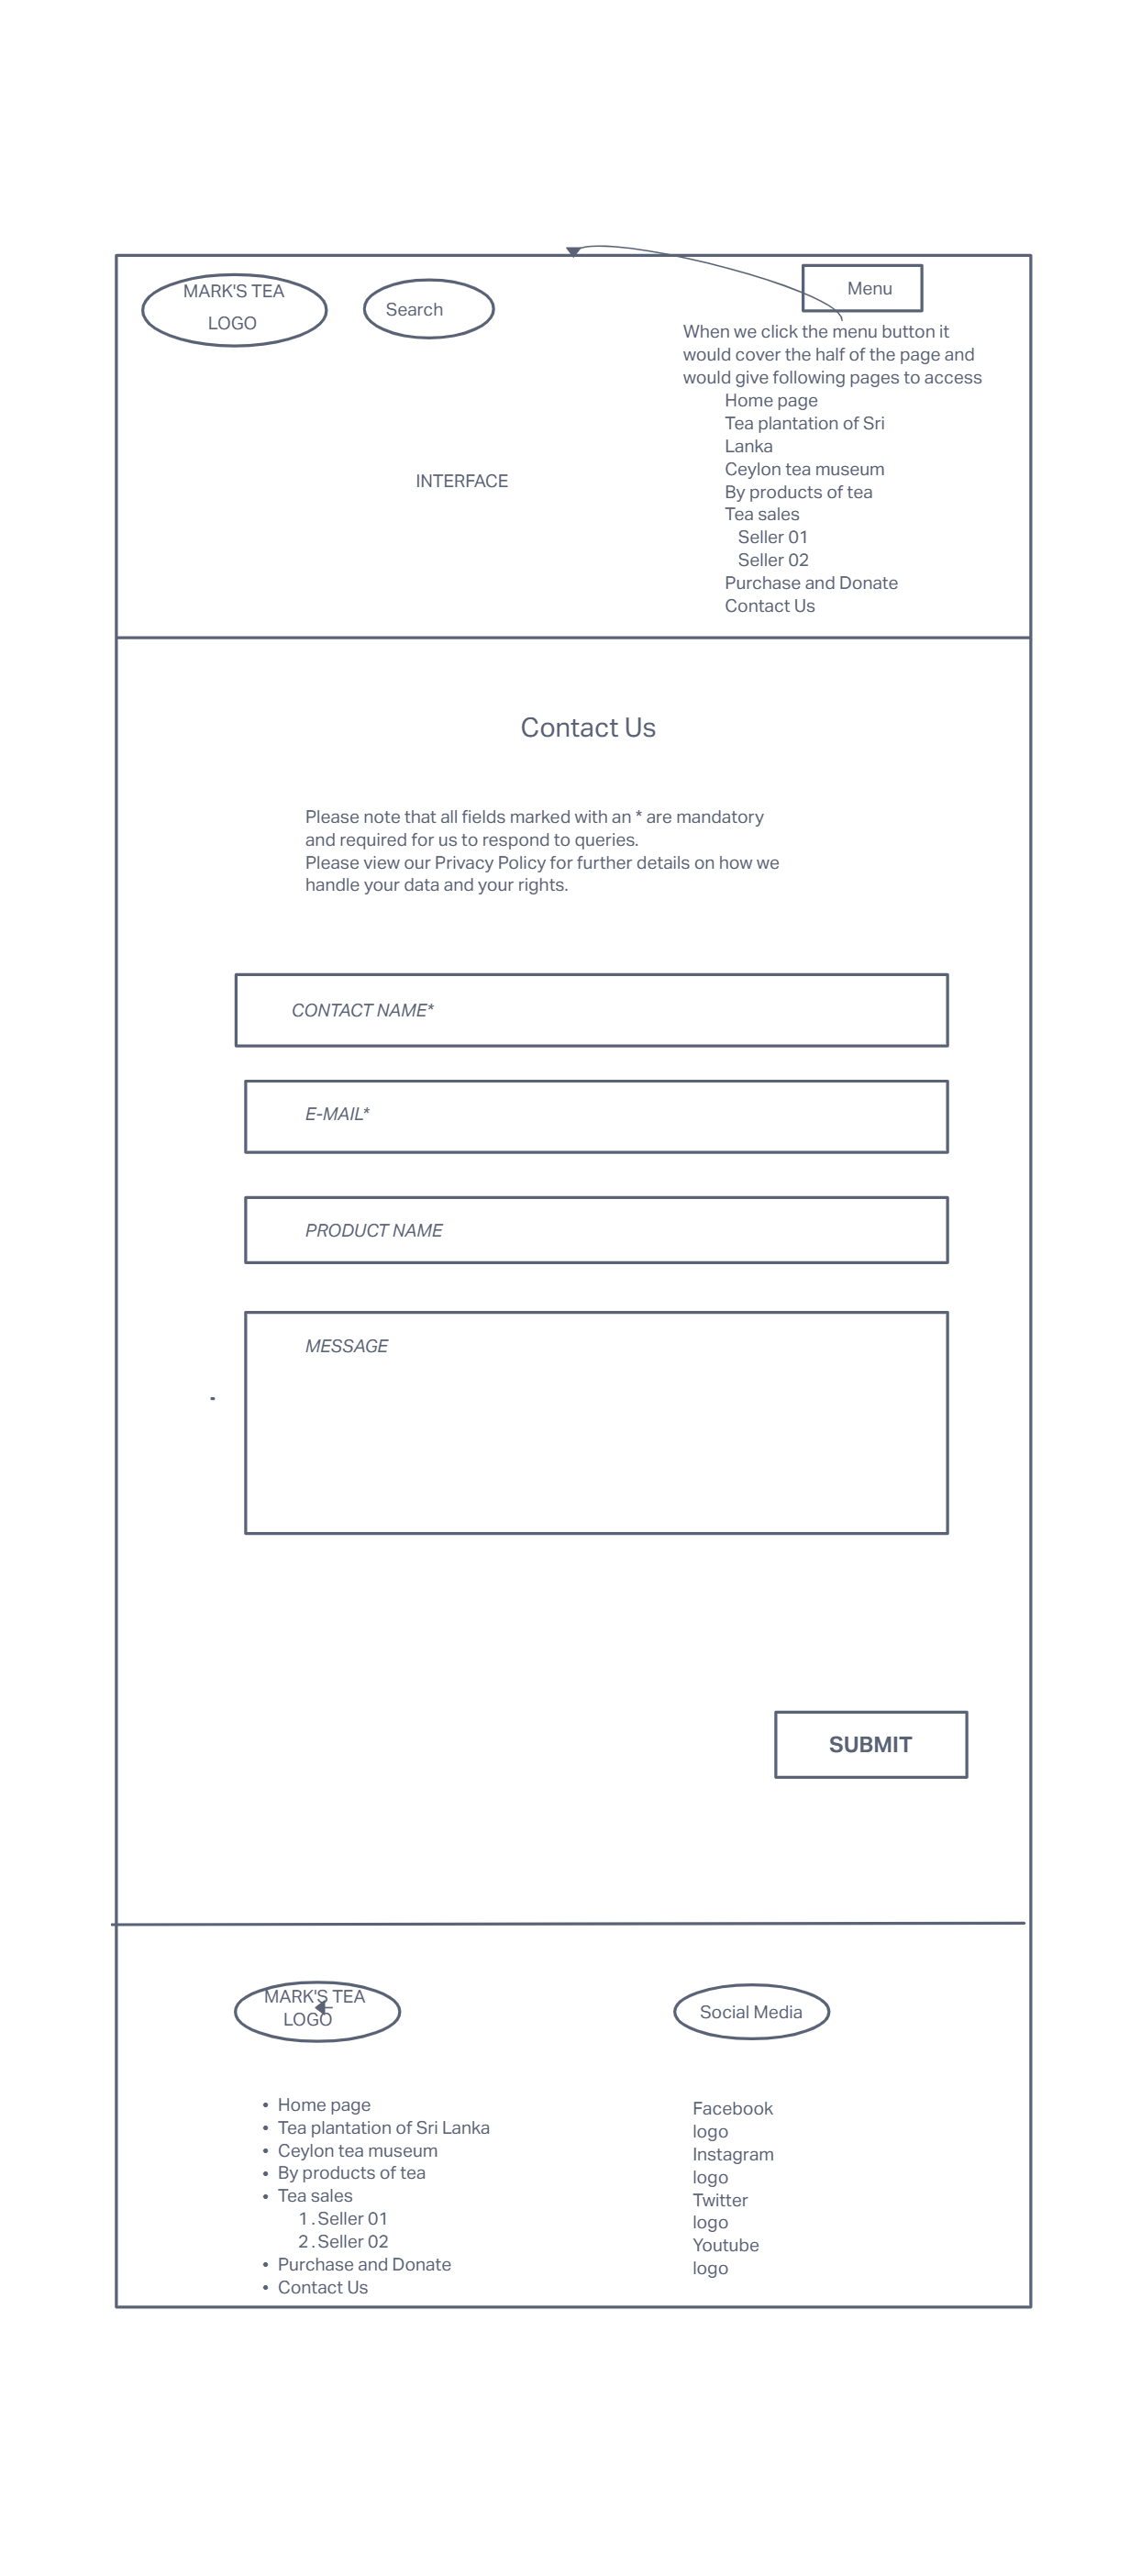 MARK'S TEA
LOGO
Search
Menu
When we click the menu button it
would cover the half of the page and
would give following pages to access
Home page
Tea plantation of Sri
Lanka
Ceylon tea museum
By products of tea
Tea sales
Seller 01
Seller 02
Purchase and Donate
Contact Us
INTERFACE
Contact Us
Please note that all fields marked with an * are mandatory
and required for us to respond to queries.
Please view our Privacy Policy for further details on how we
handle your data and your rights.
CONTACT NAME*
E-MAIL*
PRODUCT NAME
MESSAGE
SUBMIT
MARK'S TEA
LOGO
• Home page
• Tea plantation of Sri Lanka
• Ceylon tea museum
• By products of tea
• Tea sales
1. Seller 01
2. Seller 02
• Purchase and Donate
• Contact Us
Social Media
Facebook
logo
Instagram
logo
Twitter
logo
Youtube
logo